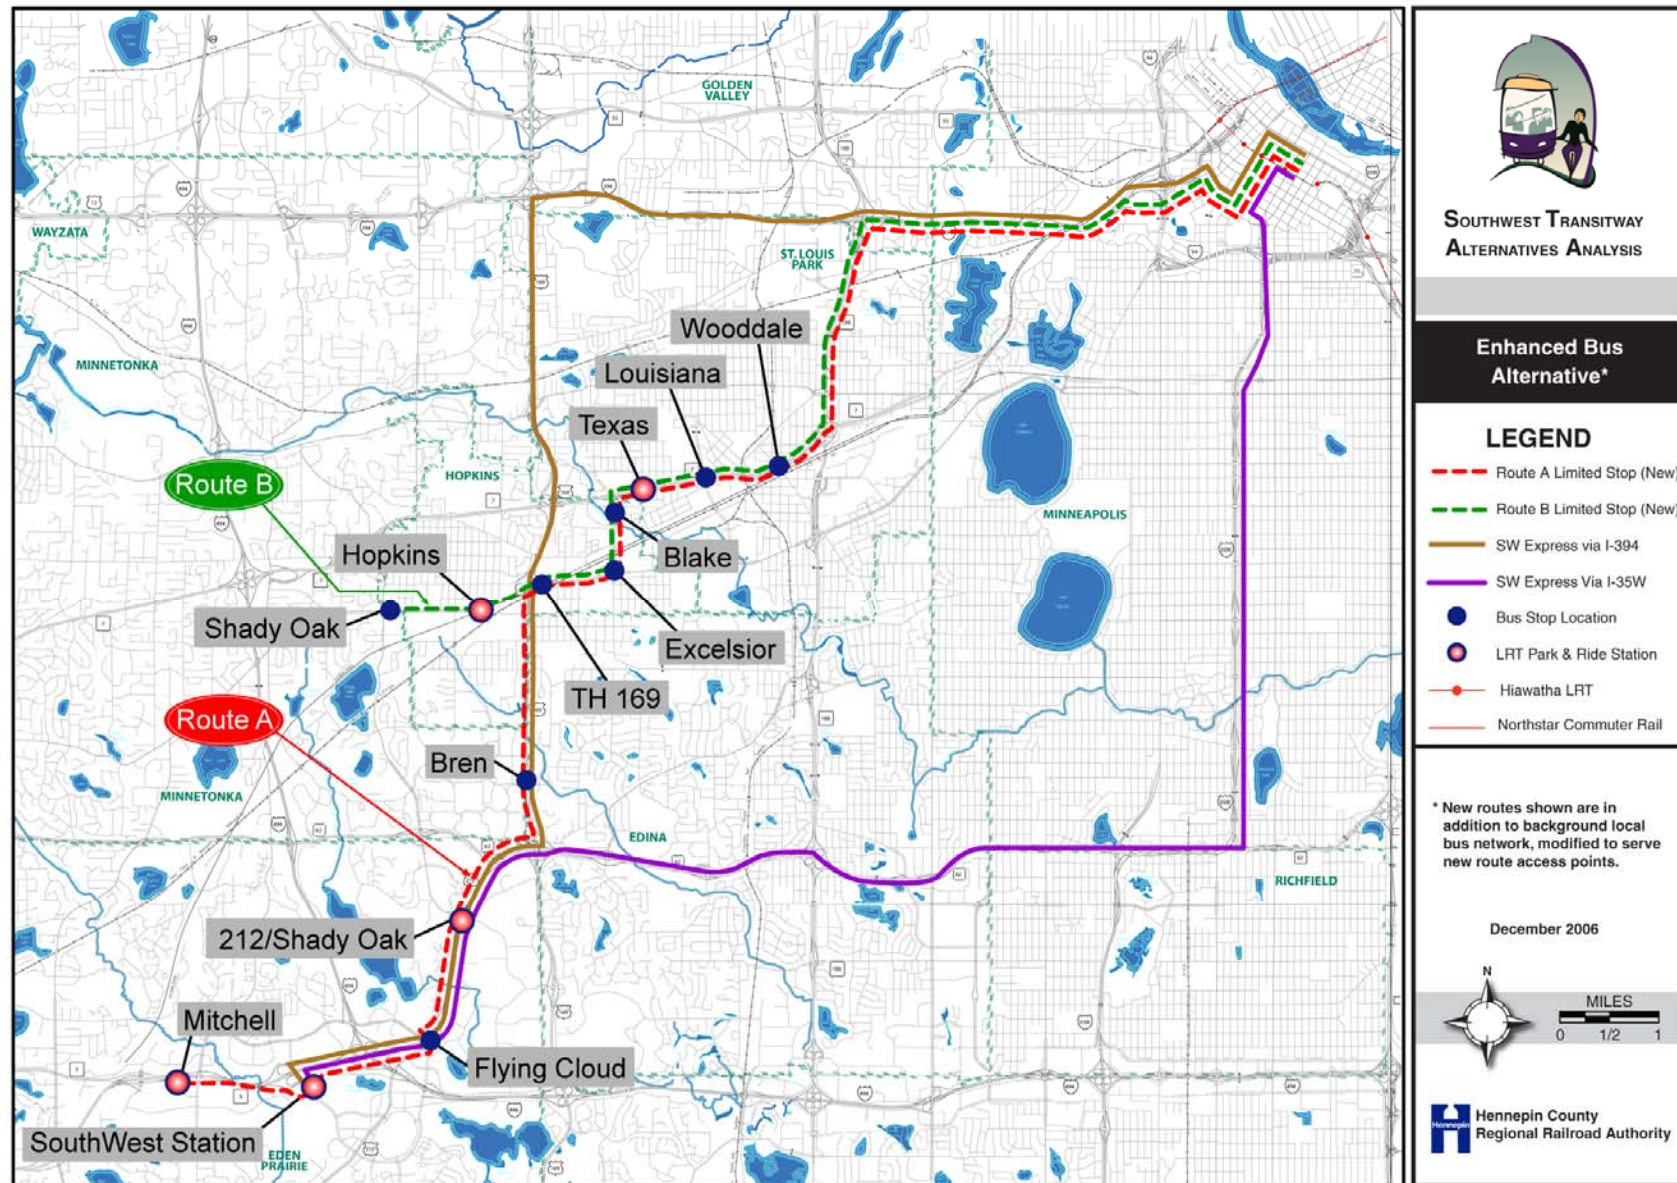 GOLDEN
VALLEY
WAYZATA
ST. LOUIS
PARK
MINNETONKA
Wooddale
Louisiana
Texas
HOPKINS
Route B
MINNEAPOLIS
Hopkins
Blake
Shady Oak
Excelsior
TH 169
Route A
Bren
MINNETONKA
EDINA
RICHFIELD
212/Shady Oak
Mitchell
Flying Cloud
SouthWest Station
EDEN
PRAIRIE
SOUTHWEST TRANSITWAY
ALTERNATIVES ANALYSIS
Enhanced Bus
Alternative*
LEGEND
Route A Limited Stop (New)
Route B Limited Stop (New)
SW Express via I-394
SW Express Via I-35W
Bus Stop Location
LRT Park & Ride Station
Hiawatha LRT
Northstar Commuter Rail
* New routes shown are in
addition to background local
bus network, modified to serve
new route access points.
December 2006
N
MILES
0 1/2 1
Hennepin
Hennepin County
Regional Railroad Authority